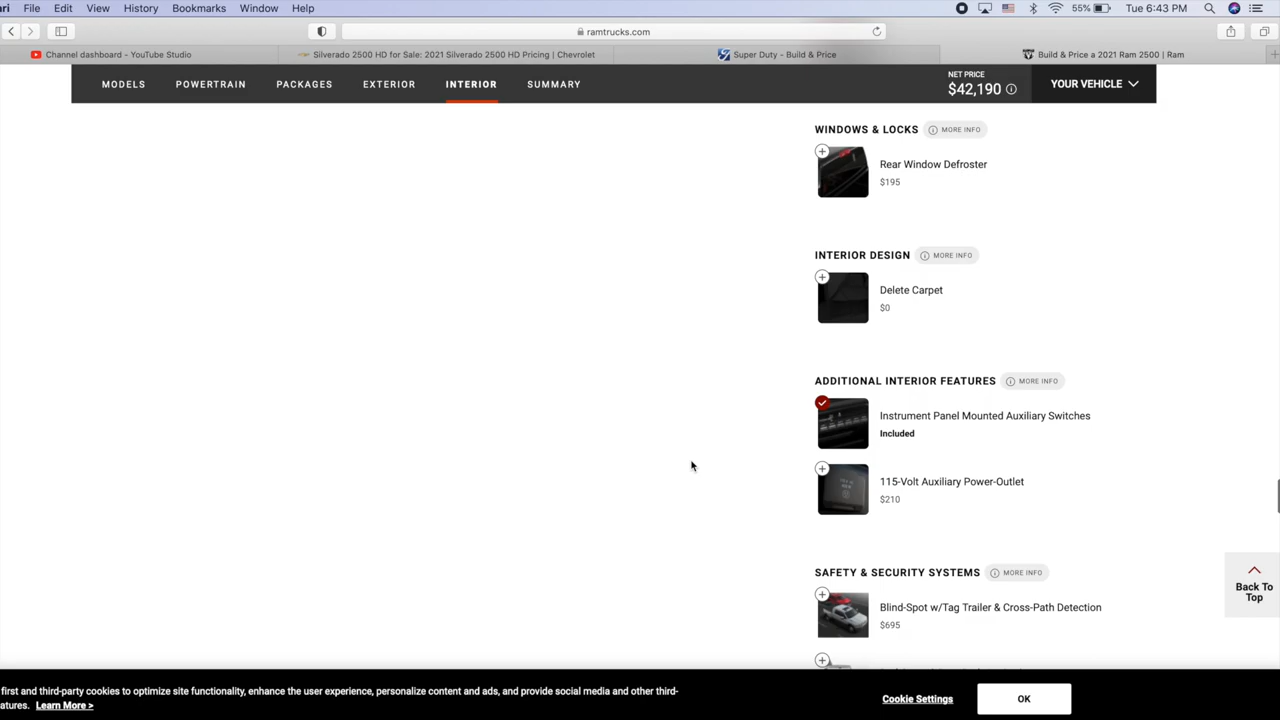 ri File Edit View History Bookmarks Window Help
55% Tue 6:43 PM
ramtrucks.com
Channel dashboard - YouTube Studio
Silverado 2500 HD for Sale: 2021 Silverado 2500 HD Pricing | Chevrolet
Super Duty - Build & Price
Build & Price a 2021 Ram 2500 | Ram
MODELS POWERTRAIN PACKAGES EXTERIOR INTERIOR SUMMARY
NET PRICE
$42,190
YOUR VEHICLE
WINDOWS & LOCKS MORE INFO
Rear Window Defroster
$195
INTERIOR DESIGN MORE INFO
Delete Carpet
$0
ADDITIONAL INTERIOR FEATURES MORE INFO
Instrument Panel Mounted Auxiliary Switches
Included
115-Volt Auxiliary Power-Outlet
$210
SAFETY & SECURITY SYSTEMS MORE INFO
Blind-Spot w/Tag Trailer & Cross-Path Detection
$695
Back To
Top
first and third-party cookies to optimize site functionality, enhance the user experience, personalize content and ads, and provide social media and other third-
atures. Learn More >
Cookie Settings
OK